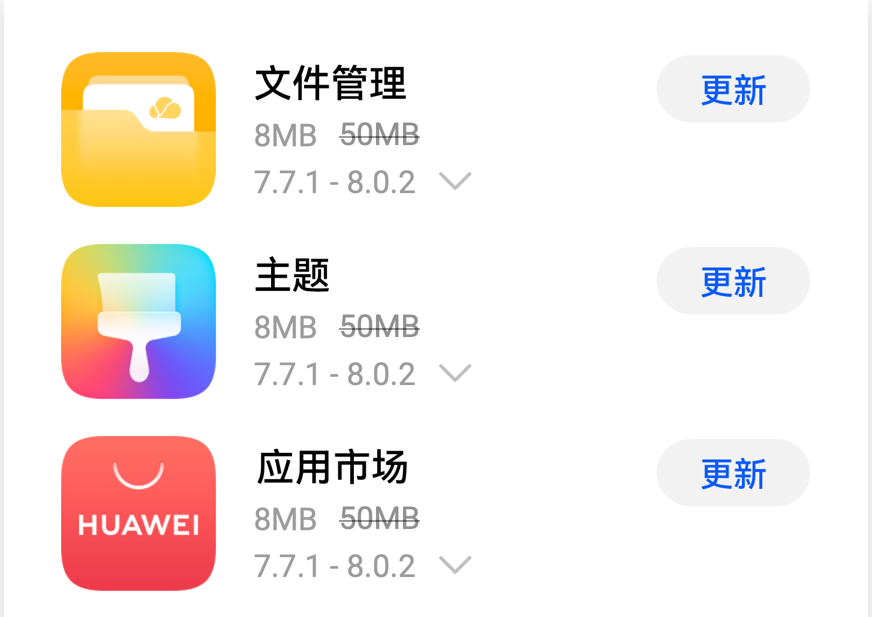 文件管理
更新
8MB 50MB
7.7.1 - 8.0.2
主题
更新
8MB 50MB
7.7.1 - 8.0.2
应用市场
更新
HUAWEI
8MB 50MB
7.7.1 - 8.0.2